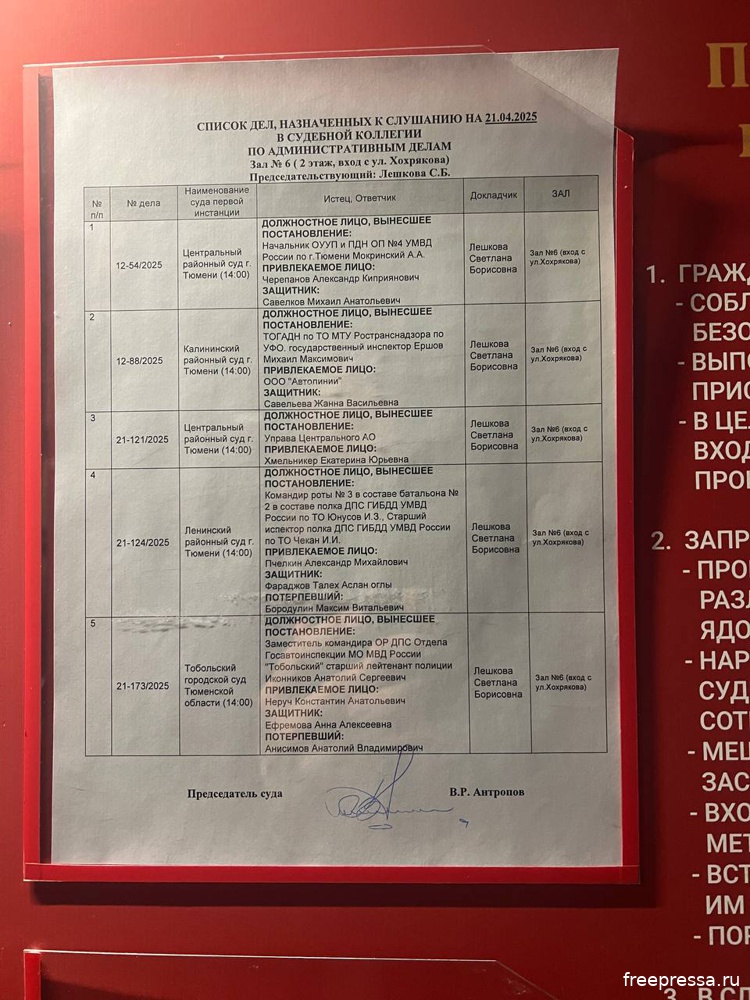 СПИСОК ДЕЛ, НАЗНАЧЕННЫХ К СЛУШАНИЮ НА 21.04.2025
В СУДЕБНОЙ КОЛЛЕГИИ
ПО АДМИНИСТРАТИВНЫМ ДЕЛАМ
Зал № 6 ( 2 этаж, вход с ул. Хохрякова)
Председательствующий: Лешкова С.Б.
№ п/п
№ дела
Наименование
суда первой
инстанции
Истец, Ответчик
Докладчик
ЗАЛ
1
12-54/2025
Центральный
районный суд г.
Тюмени (14:00)
ДОЛЖНОСТНОЕ ЛИЦО, ВЫНЕСШЕЕ
ПОСТАНОВЛЕНИЕ:
Начальник ОУУП и ПДН ОП №4 УМВД
России по г.Тюмени Мокринский А.А.
ПРИВЛЕКАЕМОЕ ЛИЦО:
Черепанов Александр Киприянович
ЗАЩИТНИК:
Савелков Михаил Анатольевич
Лешкова
Светлана
Борисовна
Зал №6 (вход с
ул.Хохрякова)
2
12-88/2025
Калининский
районный суд г.
Тюмени (14:00)
ДОЛЖНОСТНОЕ ЛИЦО, ВЫНЕСШЕЕ
ПОСТАНОВЛЕНИЕ:
ТОГАДН по ТО МТУ Ространснадзора по
УФО. государственный инспектор Ершов
Михаил Максимович
ПРИВЛЕКАЕМОЕ ЛИЦО:
ООО "Автолинии"
ЗАЩИТНИК:
Савельева Жанна Васильевна
Лешкова
Светлана
Борисовна
Зал №6 (вход с
ул.Хохрякова)
3
21-121/2025
Центральный
районный суд г.
Тюмени (14:00)
ДОЛЖНОСТНОЕ ЛИЦО, ВЫНЕСШЕЕ
ПОСТАНОВЛЕНИЕ:
Управа Центрального АО
ПРИВЛЕКАЕМОЕ ЛИЦО:
Хмельникер Екатерина Юрьевна
Лешкова
Светлана
Борисовна
Зал №6 (вход с
ул.Хохрякова)
4
21-124/2025
Ленинский
районный суд г.
Тюмени (14:00)
ДОЛЖНОСТНОЕ ЛИЦО, ВЫНЕСШЕЕ
ПОСТАНОВЛЕНИЕ:
Командир роты № 3 в составе батальона №
2 в составе полка ДПС ГИБДД УМВД
России по ТО Юнусов И.З., Старший
испектор полка ДПС ГИБДД УМВД России
по ТО Чекан И.И.
ПРИВЛЕКАЕМОЕ ЛИЦО:
Пчелкин Александр Михайлович
ЗАЩИТНИК:
Фараджов Талех Аслан оглы
ПОТЕРПЕВШИЙ:
Бородулин Максим Витальевич
Лешкова
Светлана
Борисовна
Зал №6 (вход с
ул.Хохрякова)
5
21-173/2025
Тобольский
городской суд
Тюменской
области (14:00)
ДОЛЖНОСТНОЕ ЛИЦО, ВЫНЕСШЕЕ
ПОСТАНОВЛЕНИЕ:
Заместитель командира ОР ДПС Отдела
Госавтоинспекции МО МВД России
"Тобольский" старший лейтенант полиции
Иконников Анатолий Сергеевич
ПРИВЛЕКАЕМОЕ ЛИЦО:
Неруч Константин Анатольевич
ЗАЩИТНИК:
Ефремова Анна Алексеевна
ПОТЕРПЕВШИЙ:
Анисимов Анатолий Владимирович
Лешкова
Светлана
Борисовна
Зал №6 (вход с
ул.Хохрякова)
Председатель суда
В.Р. Антропов
П
1. ГРАЖД
- СОБЛ
БЕЗО
- ВЫПО
ПРИС
- В ЦЕЛ
ВХОД
ПРОВ
2. ЗАПР
- ПРОН
РАЗЛ
ЯДО
- НАР
СУД
СОТ
- МЕШ
ЗАС
- ВХО
МЕТ
- ВСТ
ИМ
- ПОР
freepressa.ru